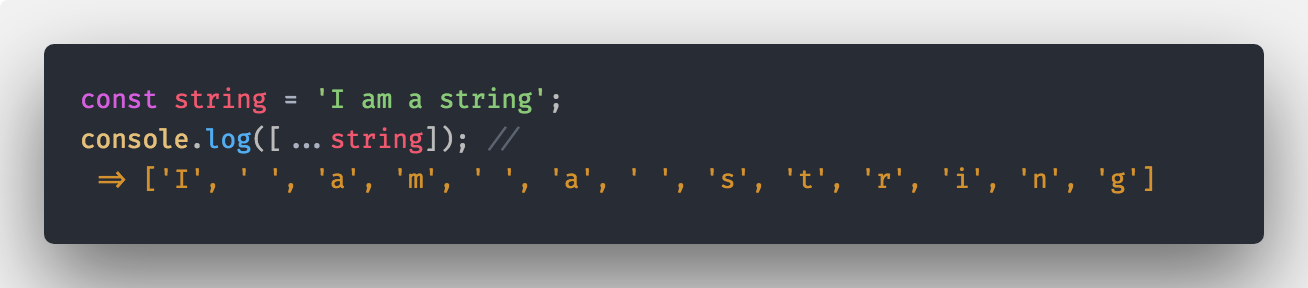 const string = 'I am a string';
console.log([...string]); //
=> ['I', ' ', 'a', 'm', ' ', 'a', ' ', 's', 't', 'r', 'i', 'n', 'g']